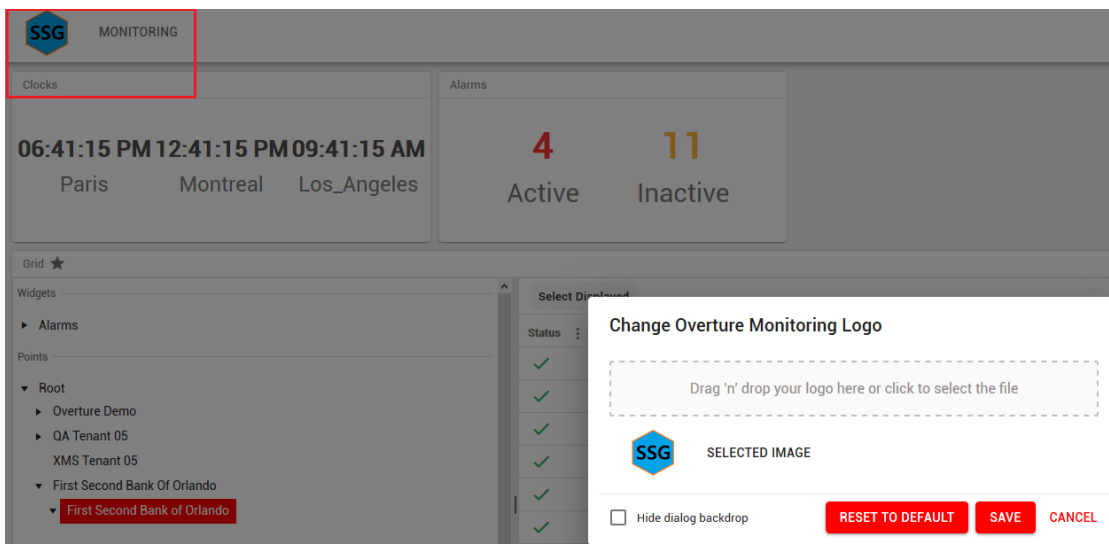 SSG MONITORING
Clocks
Alarms
06:41:15 PM 12:41:15 PM 09:41:15 AM
Paris Montreal Los_Angeles
4 11
Active Inactive
Grid
Widgets
Alarms
Points
Root
Overture Demo
QA Tenant 05
XMS Tenant 05
First Second Bank Of Orlando
First Second Bank of Orlando
Select Displayed
Status
Change Overture Monitoring Logo
Drag 'n' drop your logo here or click to select the file
SSG SELECTED IMAGE
Hide dialog backdrop RESET TO DEFAULT SAVE CANCEL